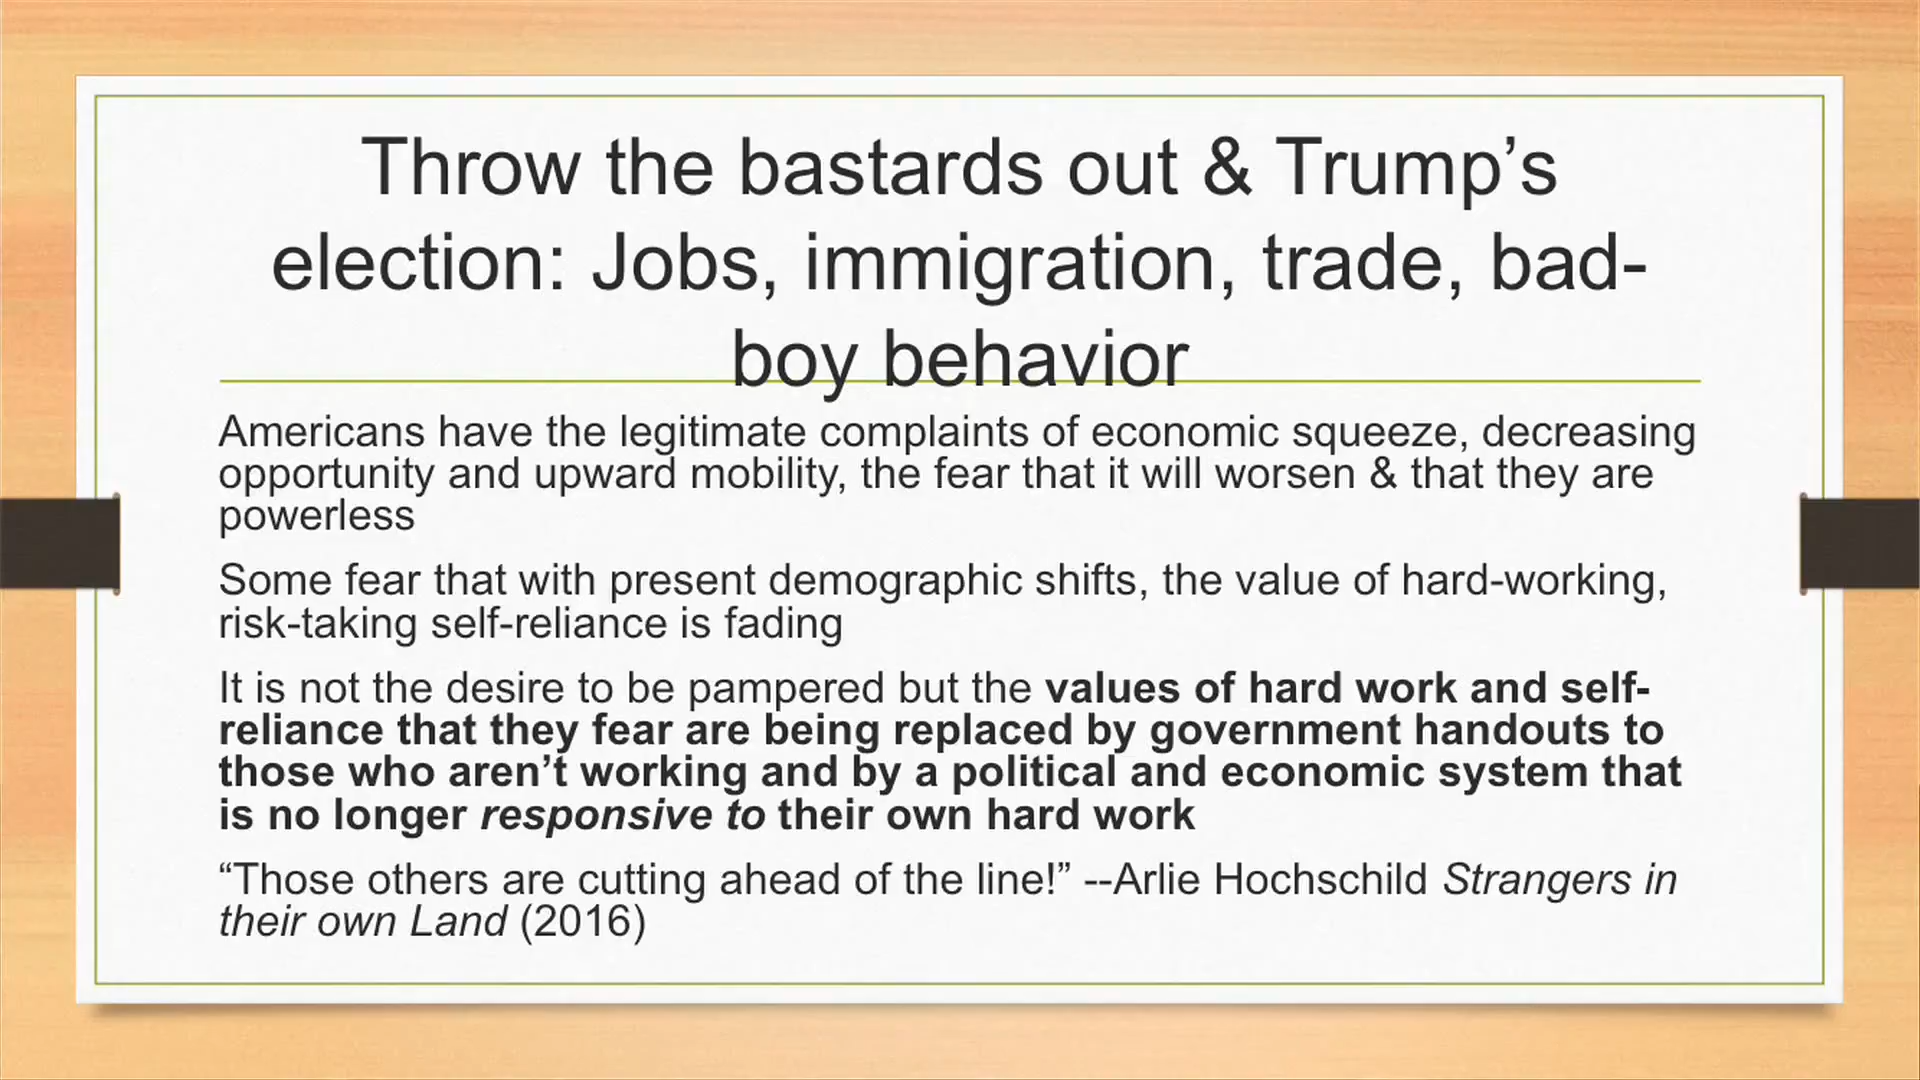 Throw the bastards out & Trump’s
election: Jobs, immigration, trade, bad-
boy behavior
Americans have the legitimate complaints of economic squeeze, decreasing
opportunity and upward mobility, the fear that it will worsen & that they are
powerless
Some fear that with present demographic shifts, the value of hard-working,
risk-taking self-reliance is fading
It is not the desire to be pampered but the values of hard work and self-
reliance that they fear are being replaced by government handouts to
those who aren’t working and by a political and economic system that
is no longer responsive to their own hard work
“Those others are cutting ahead of the line!” --Arlie Hochschild Strangers in
their own Land (2016)